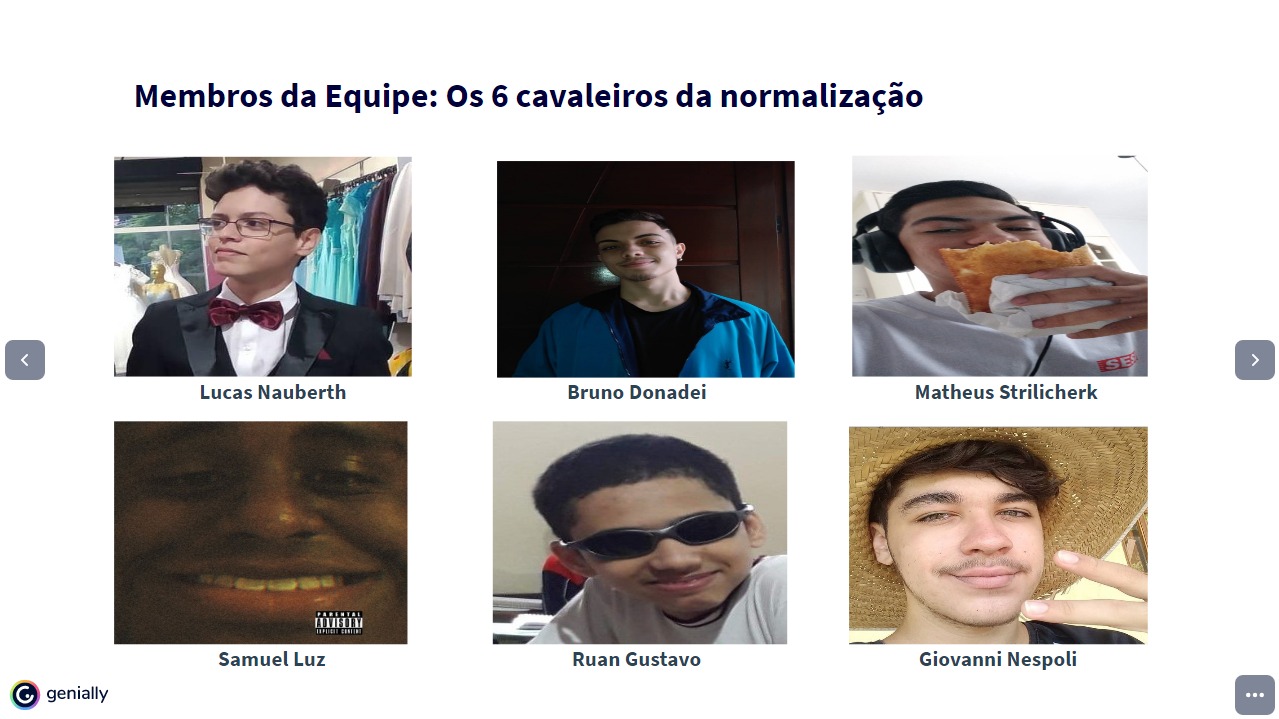 Membros da Equipe: Os 6 cavaleiros da normalização
Lucas Nauberth
Bruno Donadei
Matheus Strilicherk
PARENTAL
ADVISORY
EXPLICIT CONTENT
Samuel Luz
Ruan Gustavo
Giovanni Nespoli
genially